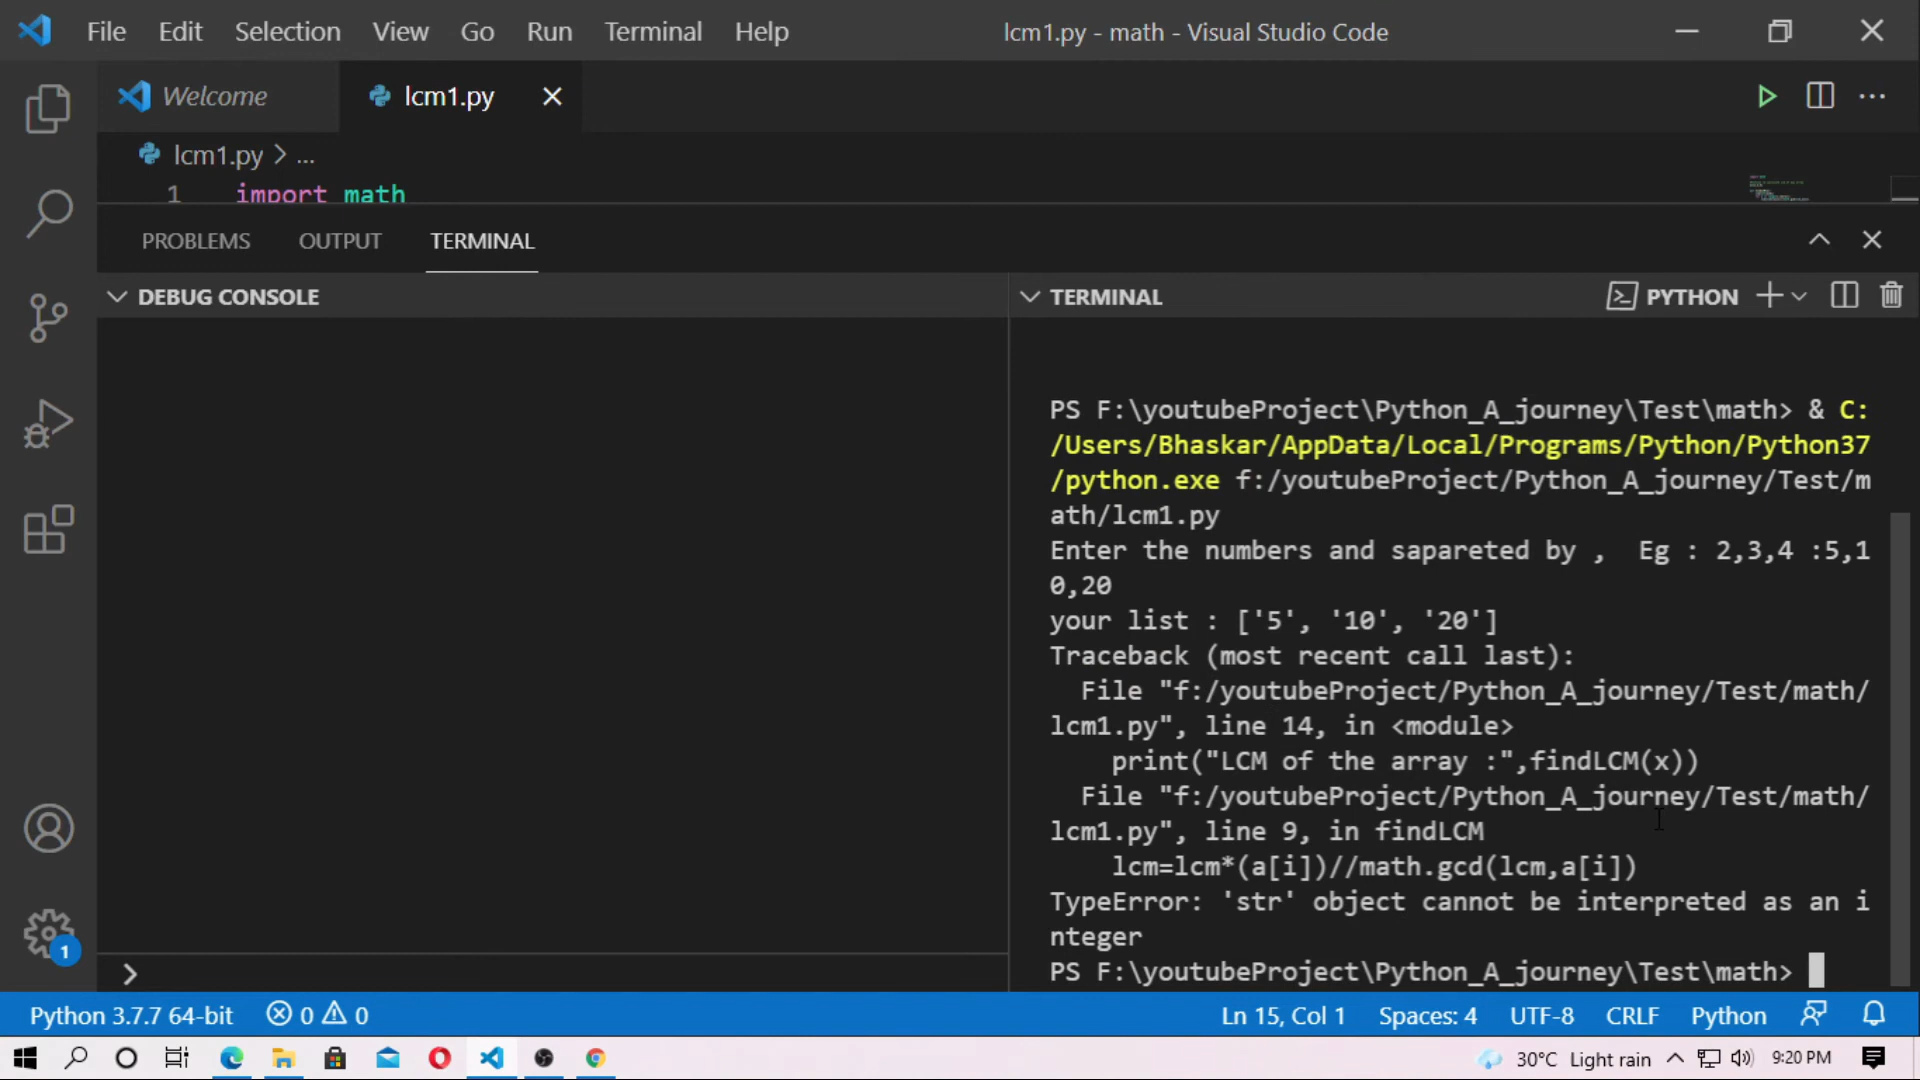 File Edit Selection View Go Run Terminal Help lcm1.py - math - Visual Studio Code
Welcome lcm1.py
lcm1.py > ...
1 import math
PROBLEMS OUTPUT TERMINAL
DEBUG CONSOLE
TERMINAL PYTHON
PS F:\youtubeProject\Python_A_journey\Test\math> & C:
/Users/Bhaskar/AppData/Local/Programs/Python/Python37
/python.exe f:/youtubeProject/Python_A_journey/Test/m
ath/lcm1.py
Enter the numbers and sapareted by , Eg : 2,3,4 :5,1
0,20
your list : ['5', '10', '20']
Traceback (most recent call last):
File "f:/youtubeProject/Python_A_journey/Test/math/
lcm1.py", line 14, in <module>
print("LCM of the array :",findLCM(x))
File "f:/youtubeProject/Python_A_journey/Test/math/
lcm1.py", line 9, in findLCM
lcm=lcm*(a[i])//math.gcd(lcm,a[i])
TypeError: 'str' object cannot be interpreted as an i
nteger
PS F:\youtubeProject\Python_A_journey\Test\math>
1
>
Python 3.7.7 64-bit 0 0 Ln 15, Col 1 Spaces: 4 UTF-8 CRLF Python
30°C Light rain 9:20 PM